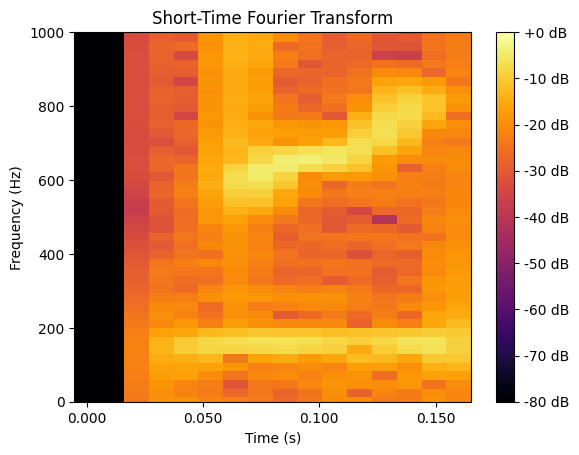 Short-Time Fourier Transform
1000
800
600
400
200
0
Frequency (Hz)
0.000
0.050
0.100
0.150
Time (s)
+0 dB
-10 dB
-20 dB
-30 dB
-40 dB
-50 dB
-60 dB
-70 dB
-80 dB